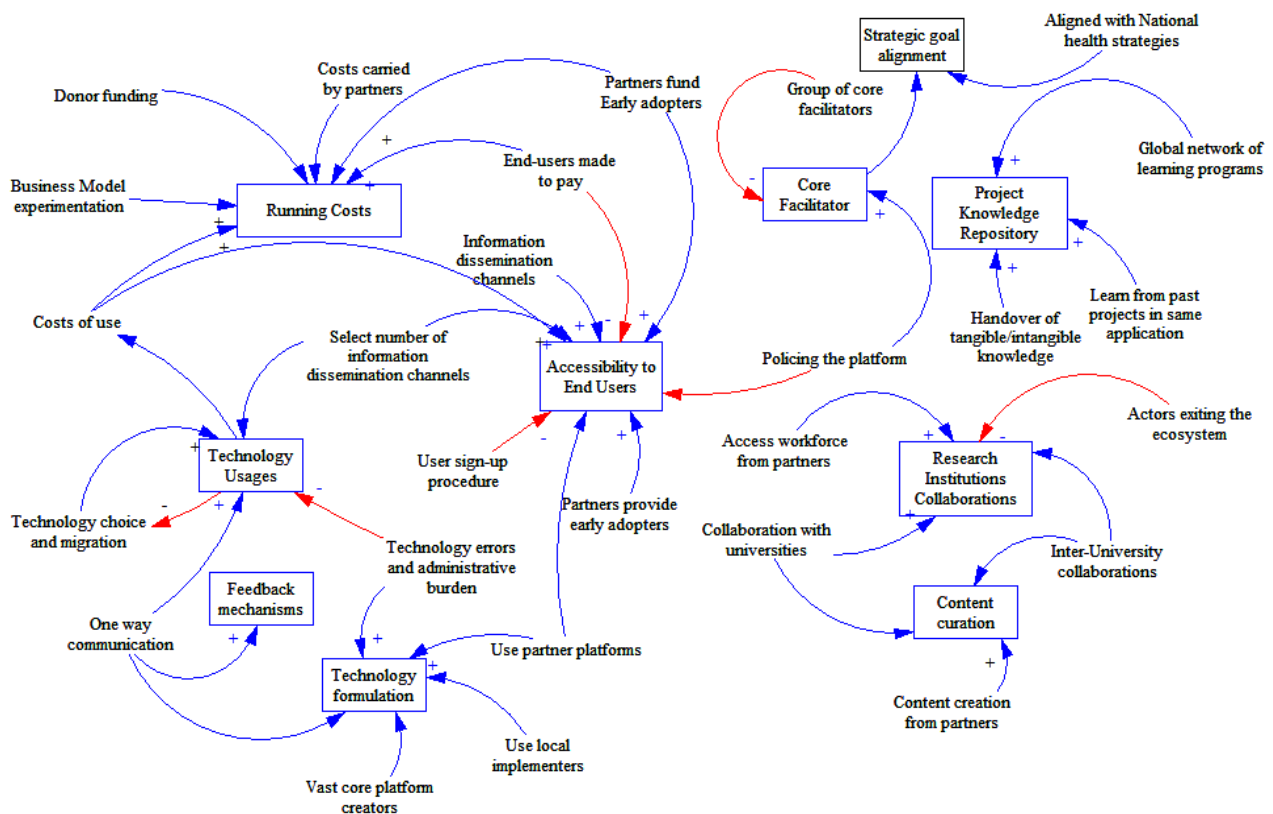 Strategic goal
alignment
Aligned with National
health strategies
Donor funding
Costs carried
by partners
Partners fund
Early adopters
Group of core
facilitators
Global network of
learning programs
Business Model
experimentation
+
Running Costs
+
End-users made
to pay
-
Core
Facilitator
+
+
Project
Knowledge
Repository
+
+
+
+
Information
dissemination
channels
Costs of use
Select number of
information
dissemination channels
+
-
+
++
Accessibility to
End Users
Policing the platform
Handover of
tangible/intangible
knowledge
Learn from past
projects in same
application
+
Technology
Usages
-
+
-
User sign-up
procedure
-
+
Partners provide
early adopters
Access workforce
from partners
+
-
Research
Institutions
Collaborations
+
Actors exiting the
ecosystem
Technology choice
and migration
Technology errors
and administrative
burden
Collaboration with
universities
Inter-University
collaborations
Feedback
mechanisms
One way
communication
+
+
Use partner platforms
Content
curation
+
Technology
formulation
+
Content creation
from partners
Use local
implementers
Vast core platform
creators